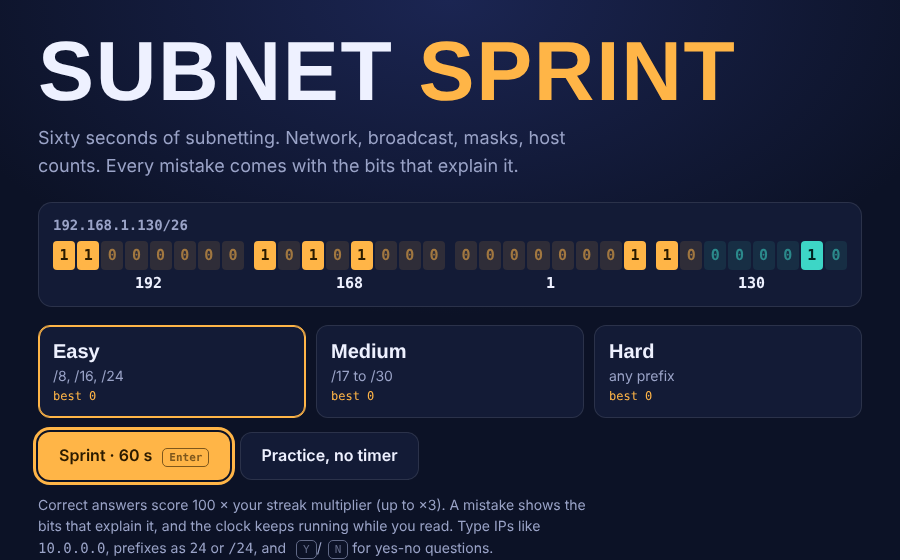 SUBNET SPRINT
Sixty seconds of subnetting. Network, broadcast, masks, host
counts. Every mistake comes with the bits that explain it.
192.168.1.130/26
1 1 0 0 0 0 0 0 1 0 1 0 1 0 0 0 0 0 0 0 0 0 0 1 1 0 0 0 0 0 1 0
192 168 1 130
Easy
/8, /16, /24
best 0
Medium
/17 to /30
best 0
Hard
any prefix
best 0
Sprint · 60 s Enter
Practice, no timer
Correct answers score 100 × your streak multiplier (up to ×3). A mistake shows the
bits that explain it, and the clock keeps running while you read. Type IPs like
10.0.0.0, prefixes as 24 or /24, and Y / N for yes-no questions.